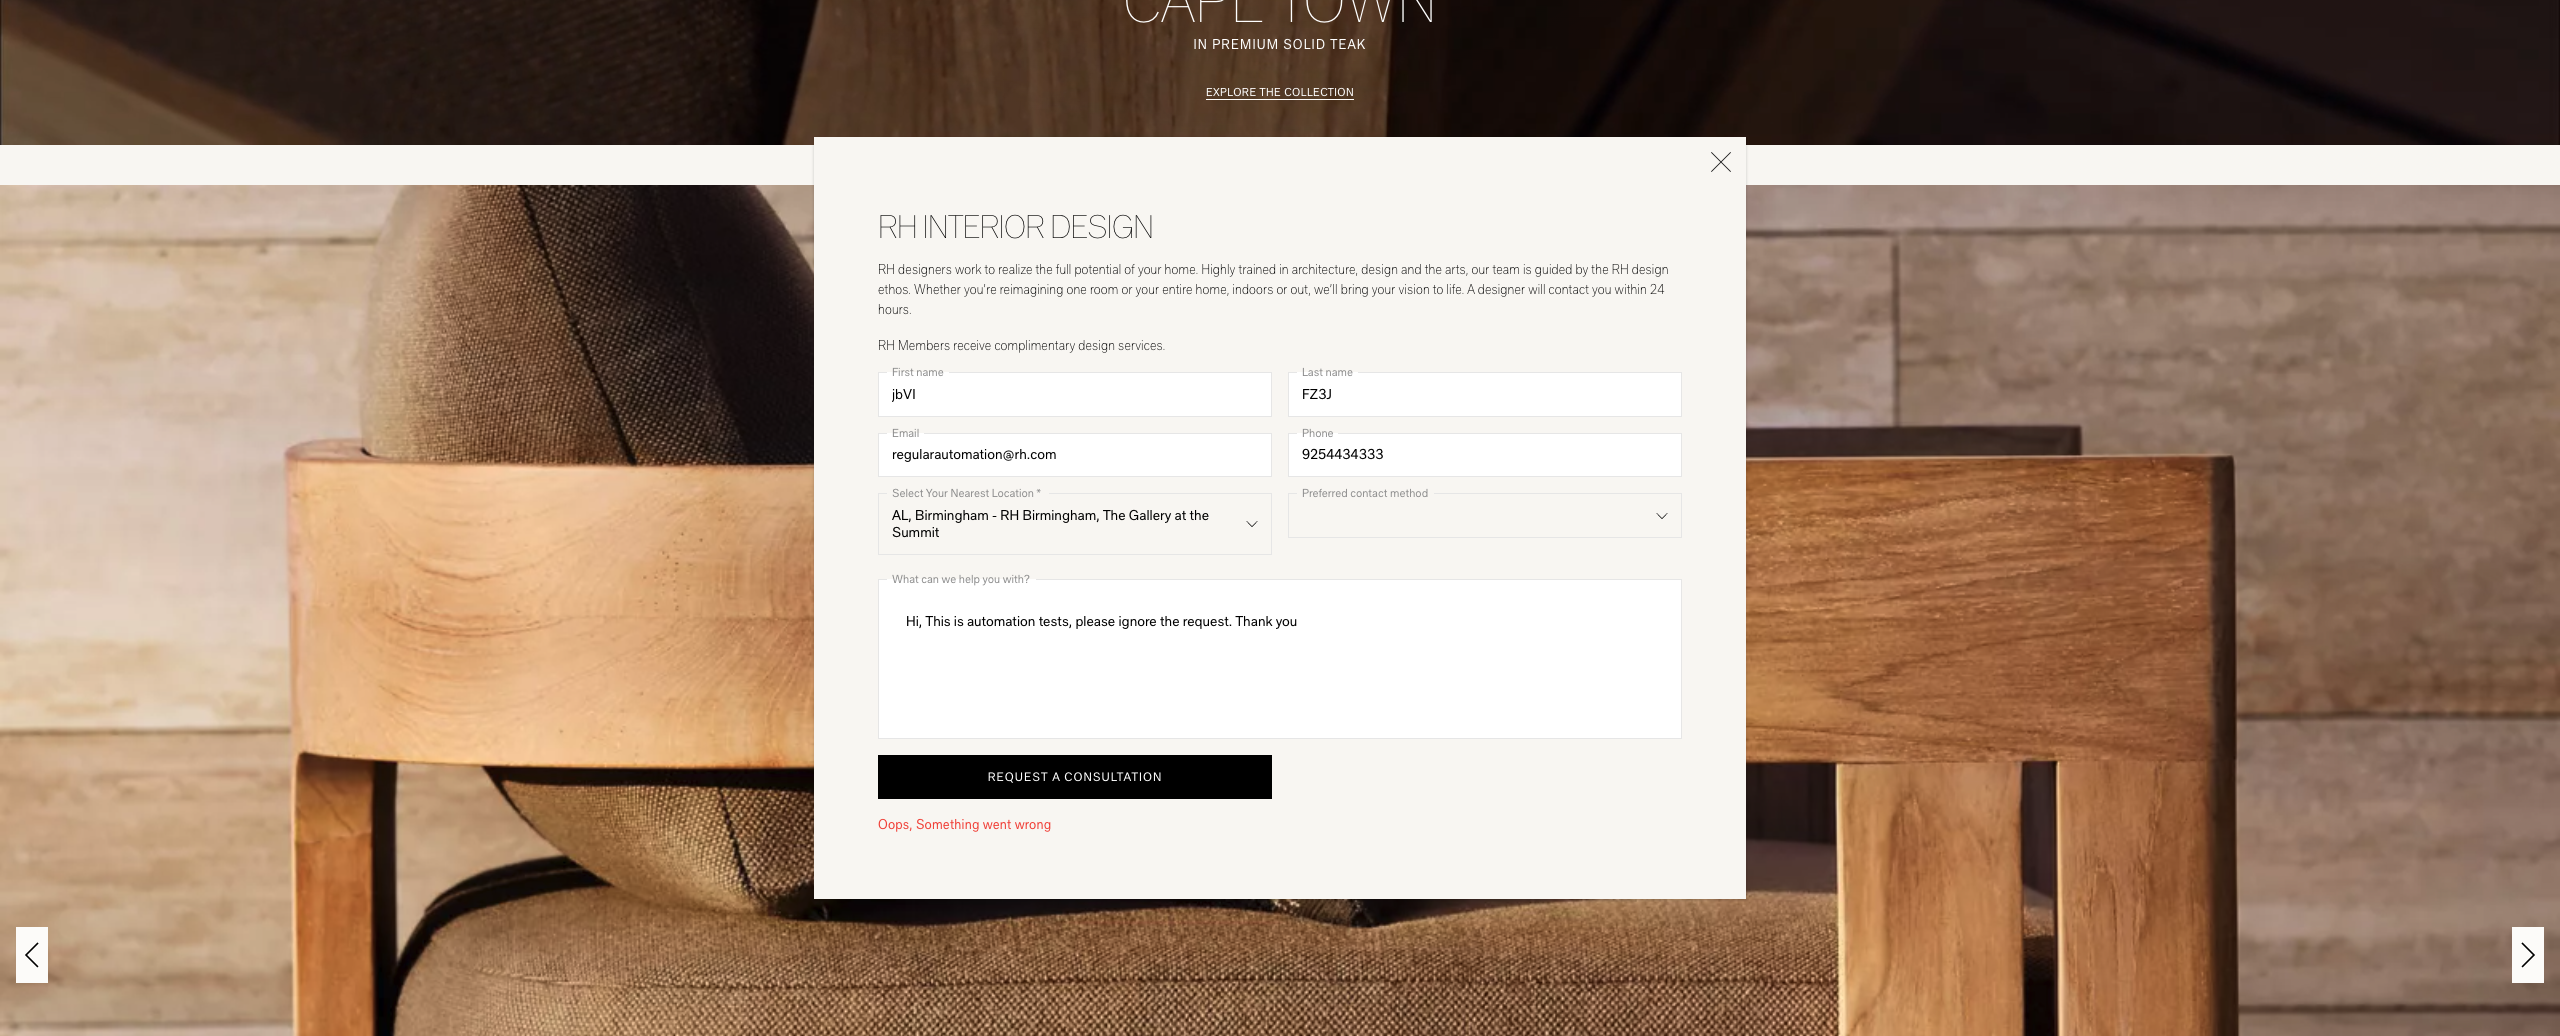 CAPE TOWN
IN PREMIUM SOLID TEAK
EXPLORE THE COLLECTION
RH INTERIOR DESIGN
RH designers work to realize the full potential of your home. Highly trained in architecture, design and the arts, our team is guided by the RH design
ethos. Whether you're reimagining one room or your entire home, indoors or out, we'll bring your vision to life. A designer will contact you within 24
hours.
RH Members receive complimentary design services.
First name
jbVI
Last name
FZ3J
Email
regularautomation@rh.com
Phone
9254434333
Select Your Nearest Location *
AL, Birmingham - RH Birmingham, The Gallery at the
Summit
Preferred contact method
What can we help you with?
Hi, This is automation tests, please ignore the request. Thank you
REQUEST A CONSULTATION
Oops, Something went wrong